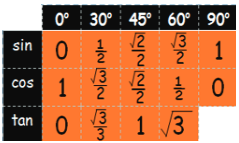 0° 30° 45° 60° 90°
sin 0 1/2 √2/2 √3/2 1
cos 1 √3/2 √2/2 1/2 0
tan 0 √3/3 1 √3